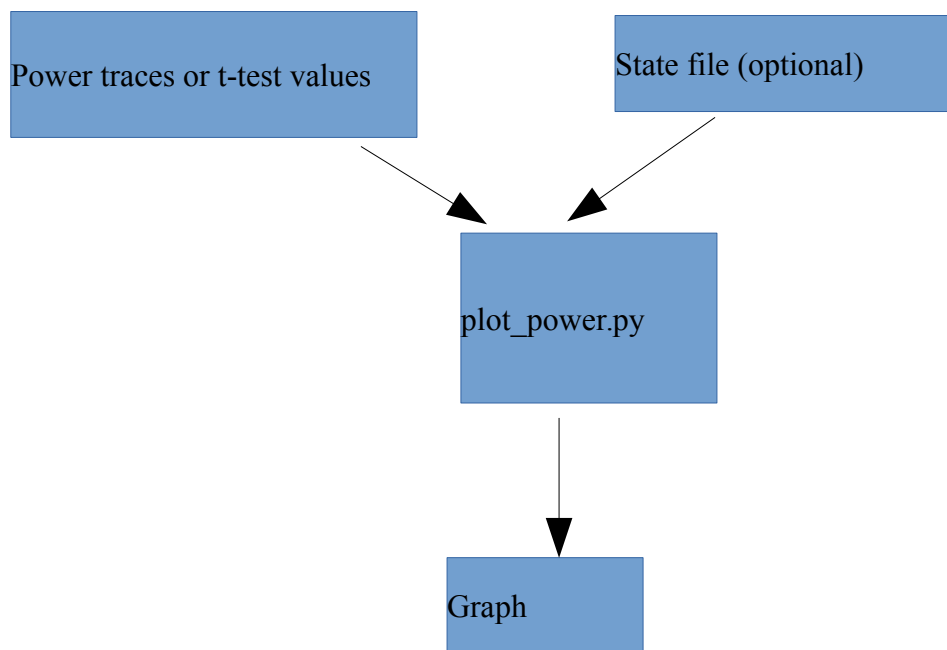 Power traces or t-test values
State file (optional)
plot_power.py
Graph